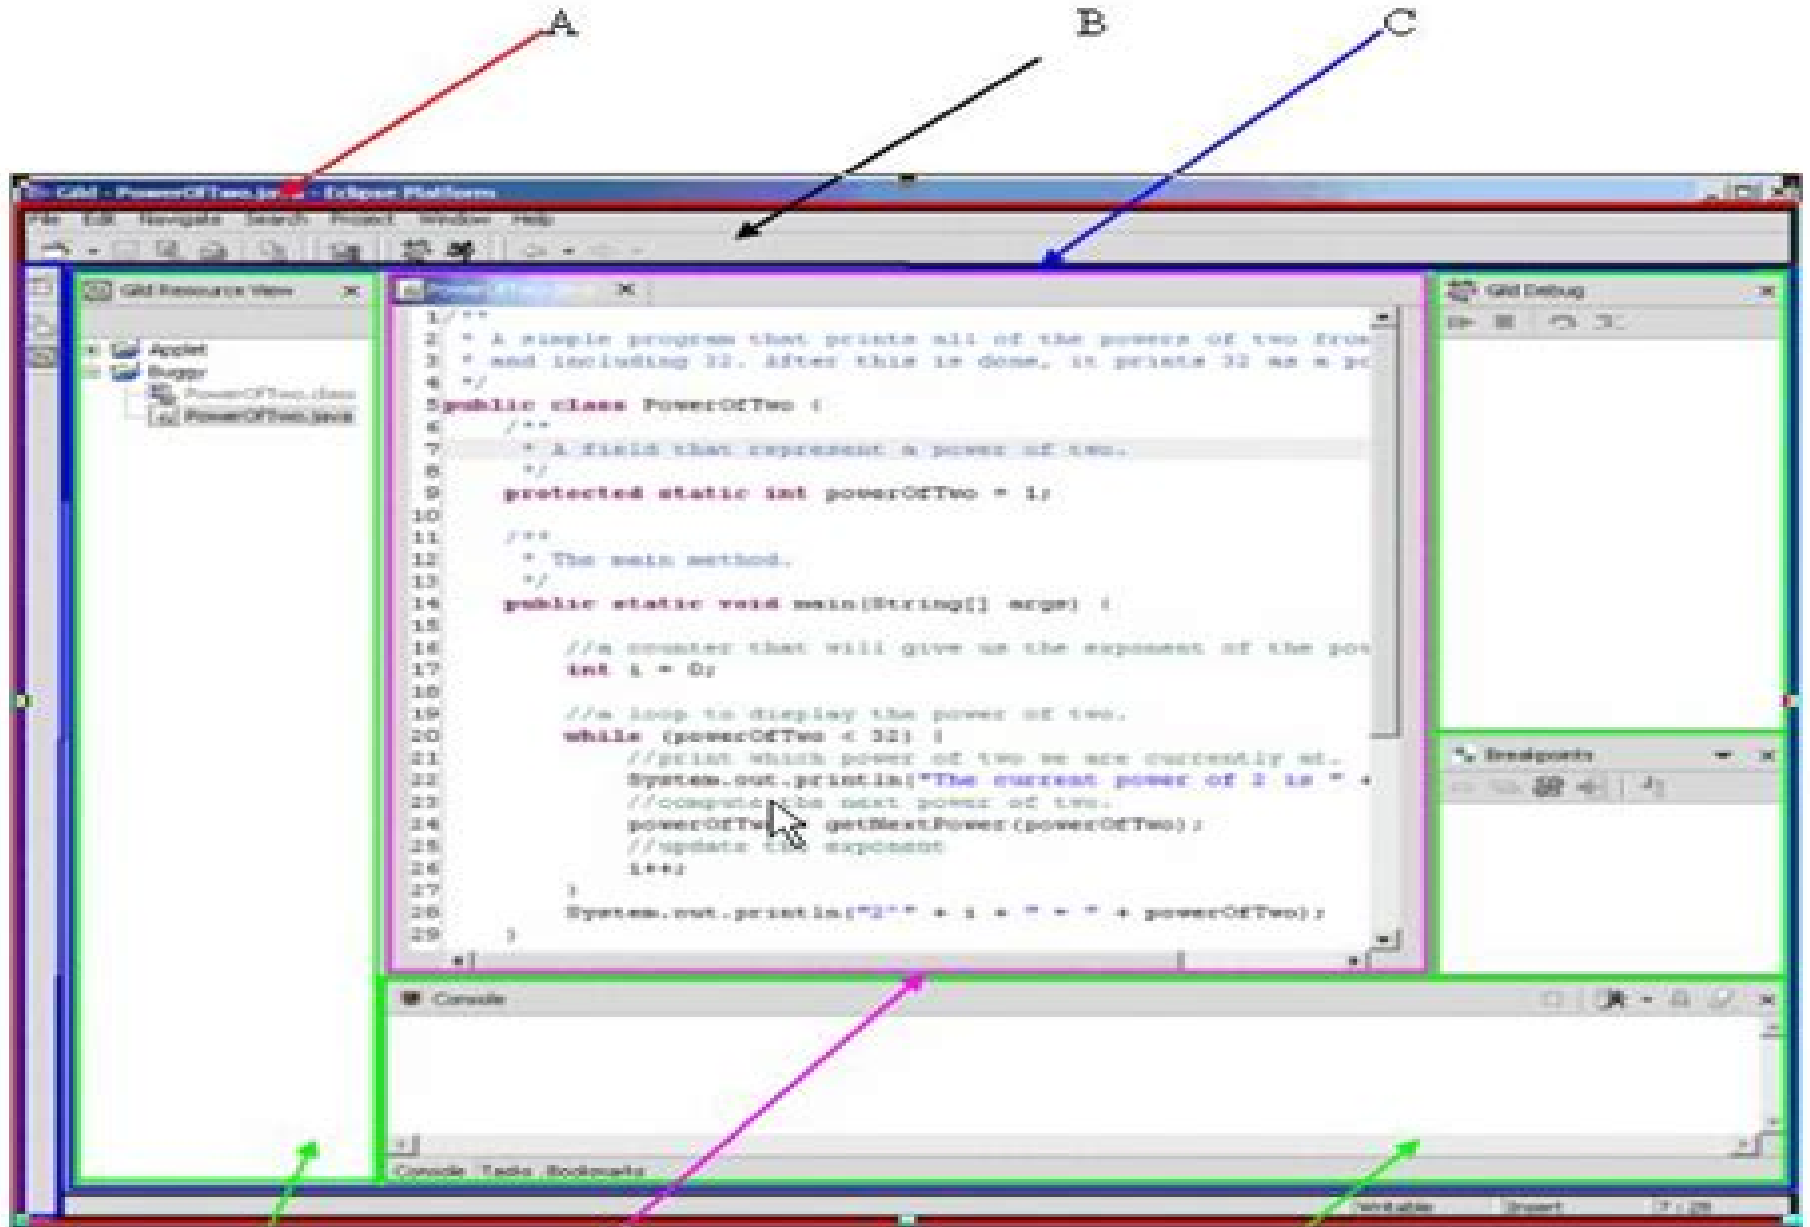 A B C
Gild - PowerOfTwo.java - Eclipse Platform
File Edit Navigate Search Project Window Help
Gild Resource View
Applet
Buggy
PowerOfTwo.class
PowerOfTwo.java
PowerOfTwo.java
1 /**
2 * A simple program that prints all of the powers of two from
3 * and including 32. After this is done, it prints 32 as a po
4 */
5 public class PowerOfTwo {
6 /**
7 * A field that represent a power of two.
8 */
9 protected static int powerOfTwo = 1;
10
11 /**
12 * The main method.
13 */
14 public static void main(String[] args) {
15
16 //a counter that will give us the exponent of the pow
17 int i = 0;
18
19 //a loop to display the power of two.
20 while (powerOfTwo < 32) {
21 //print which power of two we are currently at.
22 System.out.println("The current power of 2 is " +
23 //compute the next power of two.
24 powerOfTwo getNextPower(powerOfTwo);
25 //update the exponent
26 i++;
27 }
28 System.out.println("2^" + i + " = " + powerOfTwo);
29 }
Gild Debug
Breakpoints
Console
Console Tasks Bookmarks
Writable Insert 7 : 28